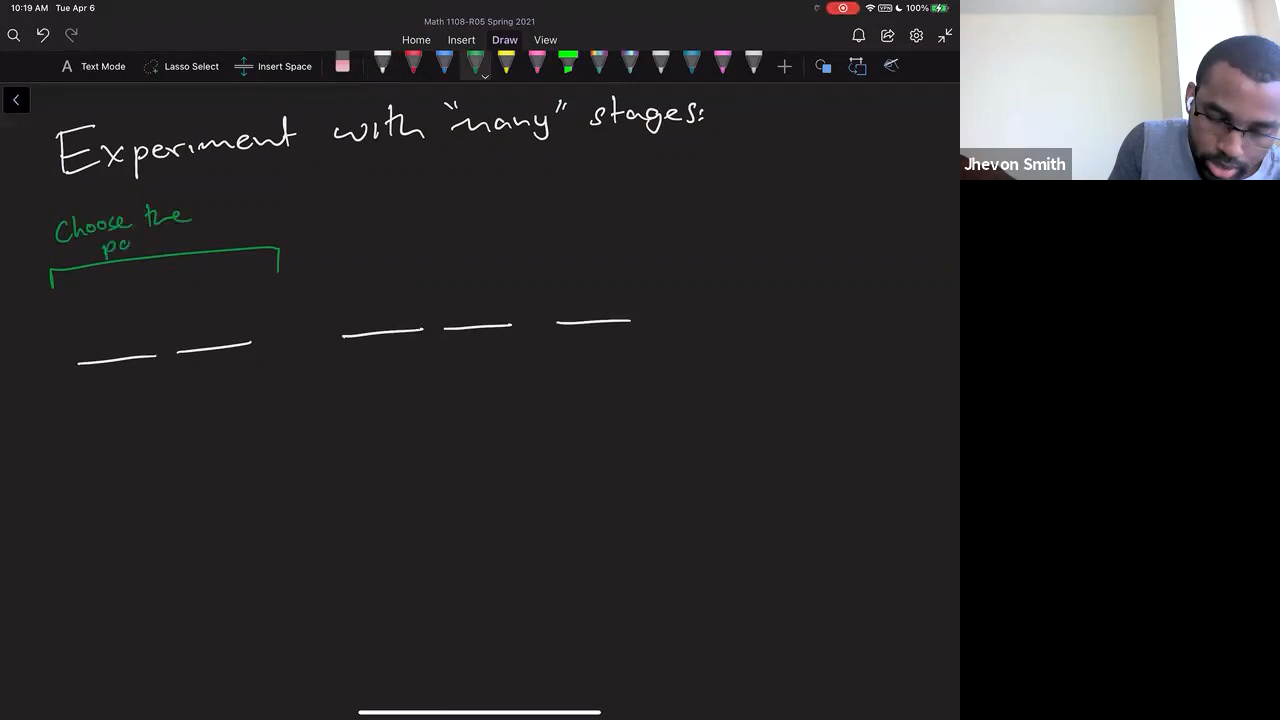 10:19 AM Tue Apr 6
100%
Math 1108-R05 Spring 2021
Home Insert Draw View
Text Mode Lasso Select Insert Space
Experiment with "many" stages:
Choose the
po
Jhevon Smith